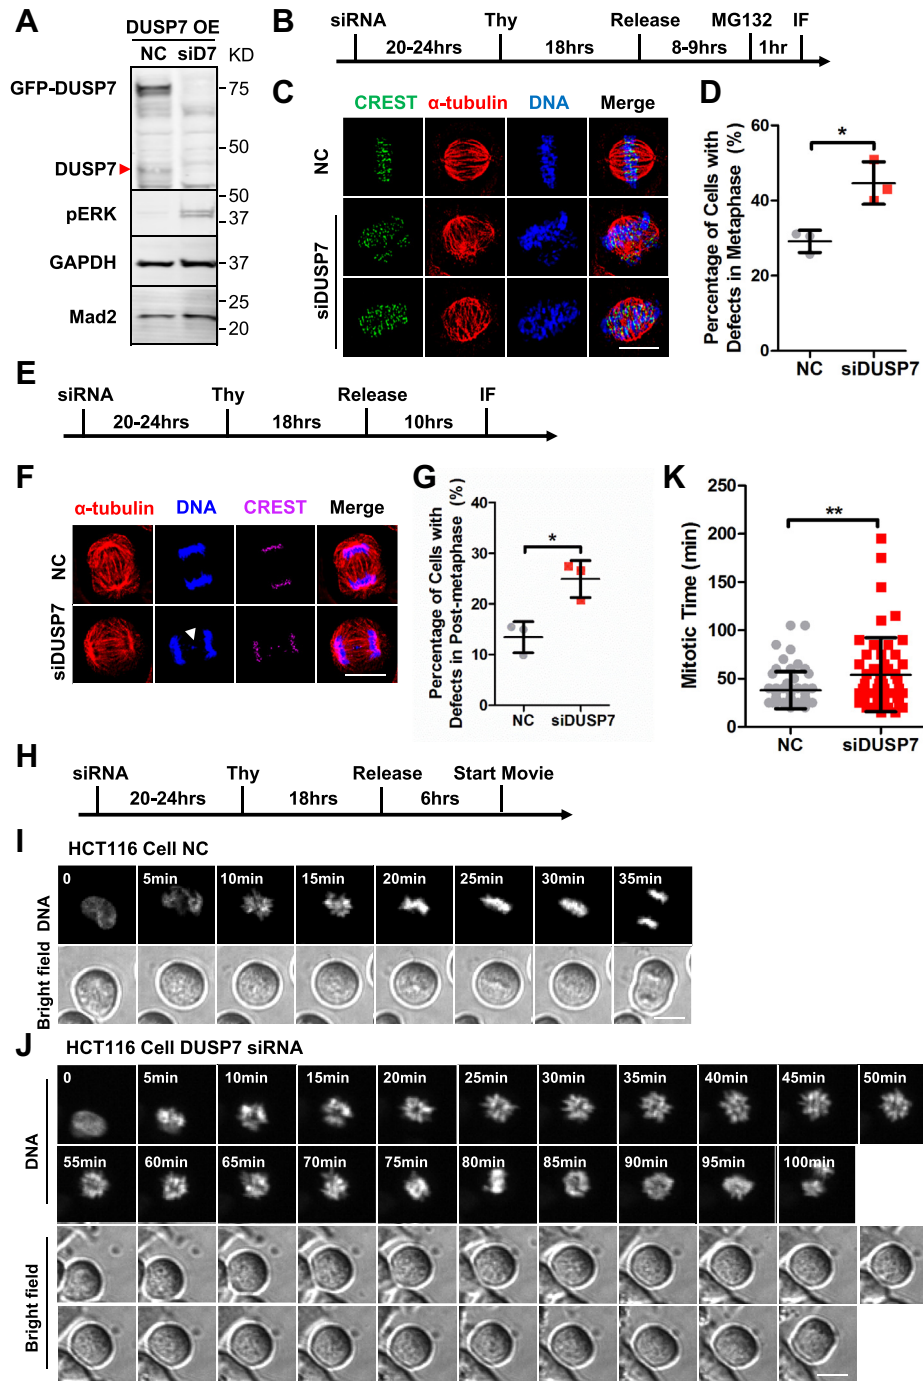 A
DUSP7 OE
NC siD7 KD
GFP-DUSP7
75
50
DUSP7
50
pERK
37
GAPDH
37
25
Mad2
20
B
siRNA Thy Release MG132 IF
20-24hrs 18hrs 8-9hrs 1hr
C
CREST α-tubulin DNA Merge
NC
siDUSP7
D
Percentage of Cells with
Defects in Metaphase (%)
60
40
20
0
*
NC siDUSP7
E
siRNA Thy Release IF
20-24hrs 18hrs 10hrs
F
α-tubulin DNA CREST Merge
NC
siDUSP7
G
Percentage of Cells with
Defects in Post-metaphase (%)
40
30
20
10
0
*
NC siDUSP7
K
Mitotic Time (min)
250
200
150
100
50
0
**
NC siDUSP7
H
siRNA Thy Release Start Movie
20-24hrs 18hrs 6hrs
I
HCT116 Cell NC
DNA
0 5min 10min 15min 20min 25min 30min 35min
Bright field
J
HCT116 Cell DUSP7 siRNA
DNA
0 5min 10min 15min 20min 25min 30min 35min 40min 45min 50min
55min 60min 65min 70min 75min 80min 85min 90min 95min 100min
Bright field